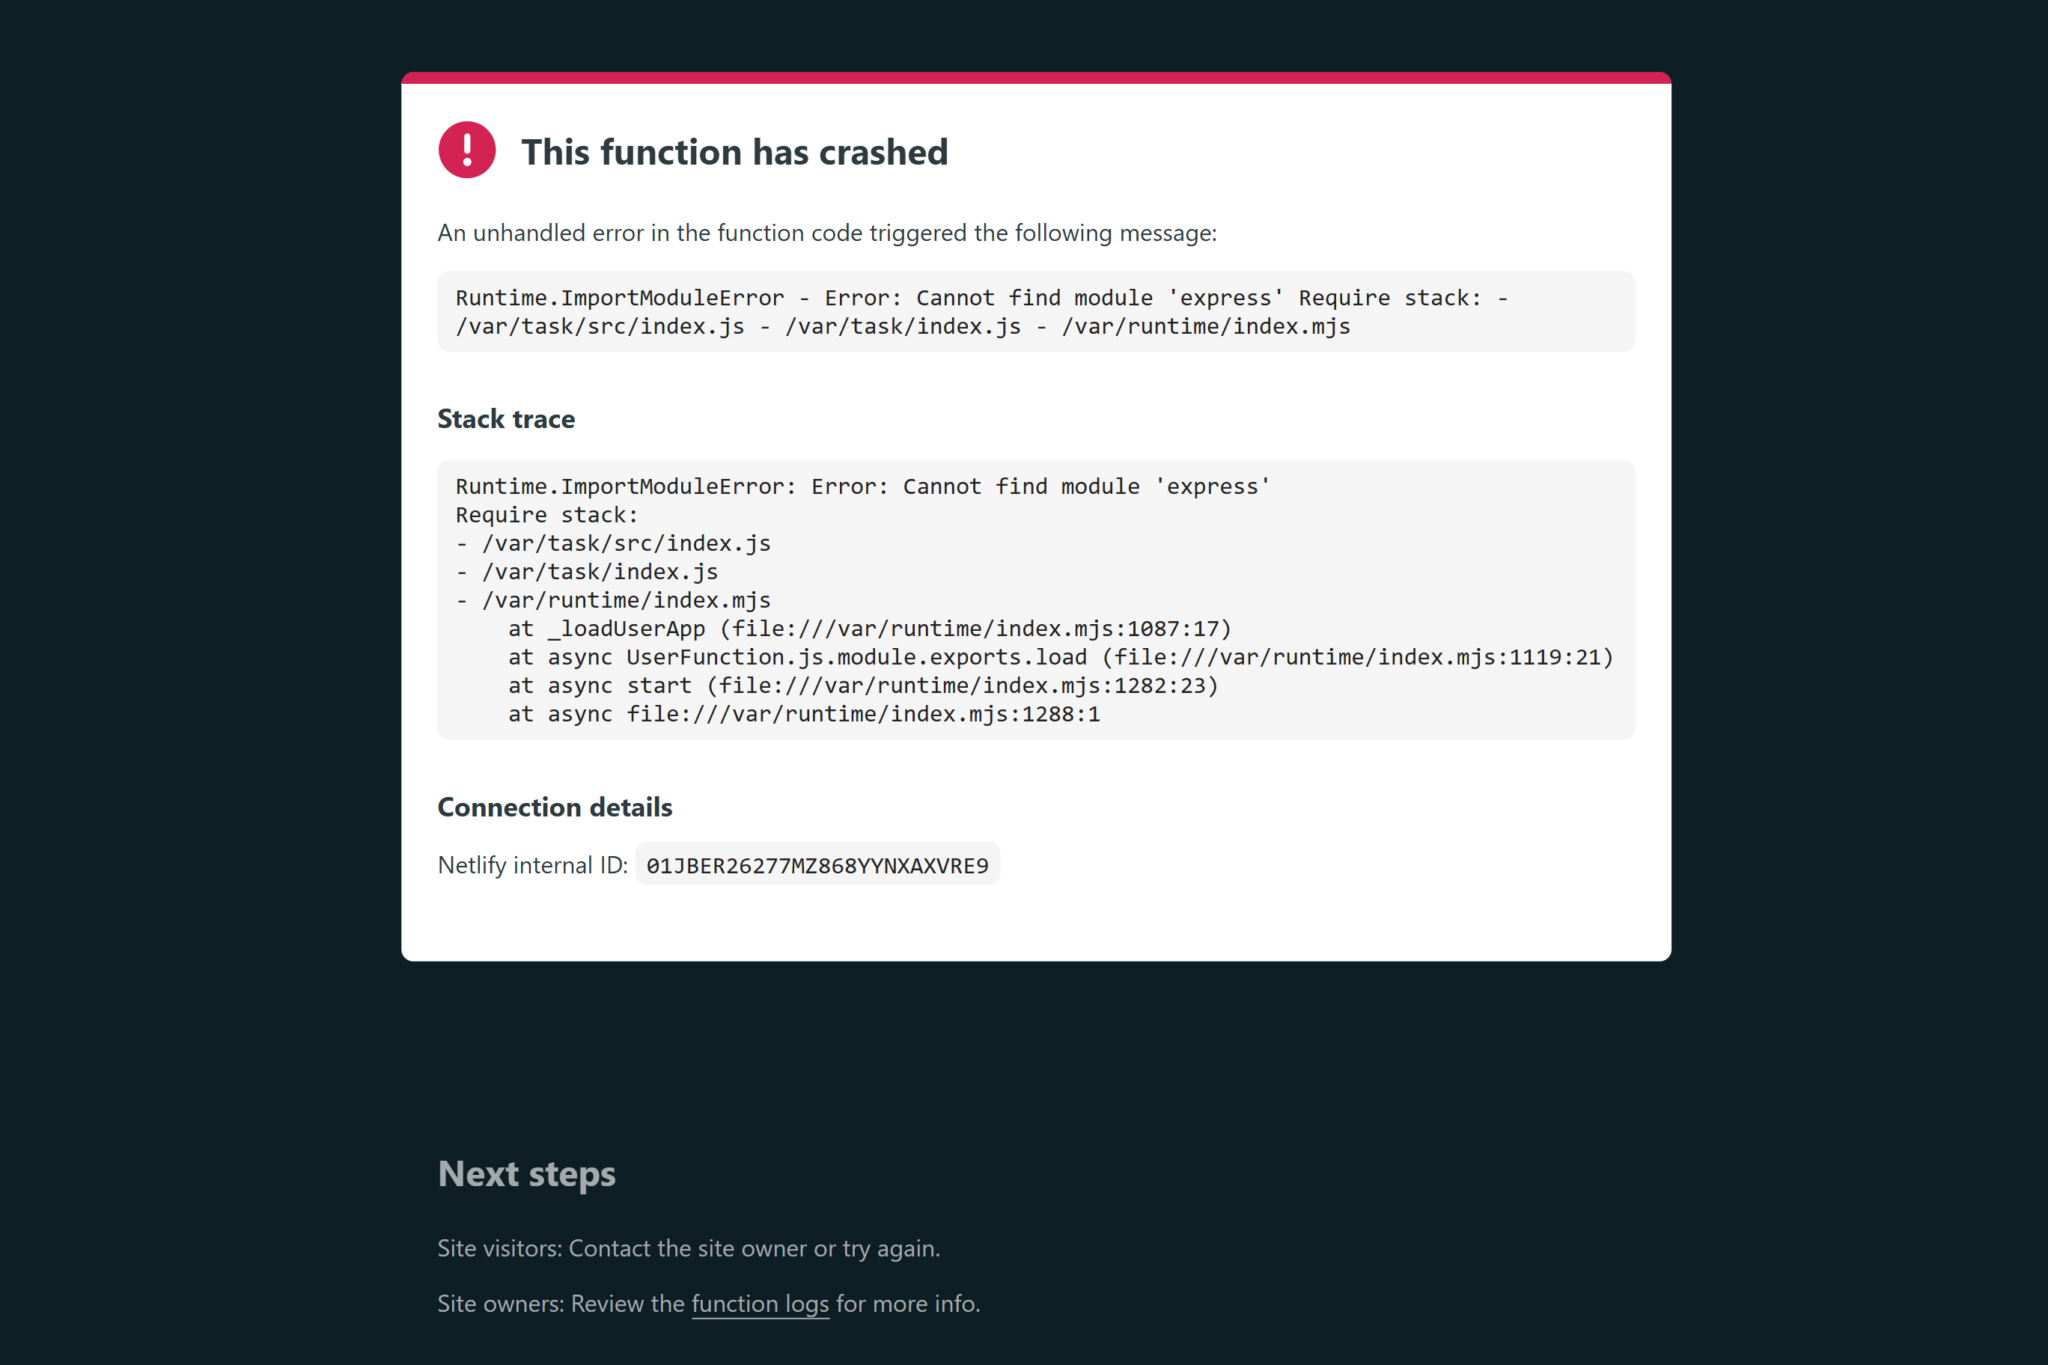 This function has crashed
An unhandled error in the function code triggered the following message:
Runtime.ImportModuleError - Error: Cannot find module 'express' Require stack: -
/var/task/src/index.js - /var/task/index.js - /var/runtime/index.mjs
Stack trace
Runtime.ImportModuleError: Error: Cannot find module 'express'
Require stack:
- /var/task/src/index.js
- /var/task/index.js
- /var/runtime/index.mjs
    at _loadUserApp (file:///var/runtime/index.mjs:1087:17)
    at async UserFunction.js.module.exports.load (file:///var/runtime/index.mjs:1119:21)
    at async start (file:///var/runtime/index.mjs:1282:23)
    at async file:///var/runtime/index.mjs:1288:1
Connection details
Netlify internal ID: 01JBER26277MZ868YYNXAXVRE9
Next steps
Site visitors: Contact the site owner or try again.
Site owners: Review the function logs for more info.